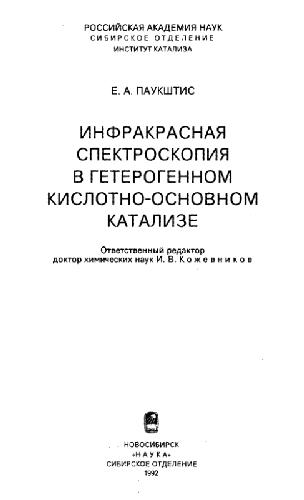 РОССИЙСКАЯ АКАДЕМИЯ НАУК
СИБИРСКОЕ ОТДЕЛЕНИЕ
ИНСТИТУТ КАТАЛИЗА
Е. А. ПАУКШТИС
ИНФРАКРАСНАЯ
СПЕКТРОСКОПИЯ
В ГЕТЕРОГЕННОМ
КИСЛОТНО-ОСНОВНОМ
КАТАЛИЗЕ
Ответственный редактор
доктор химических наук И. В. Кожевников
НОВОСИБИРСК
"НАУКА"
СИБИРСКОЕ ОТДЕЛЕНИЕ
1992